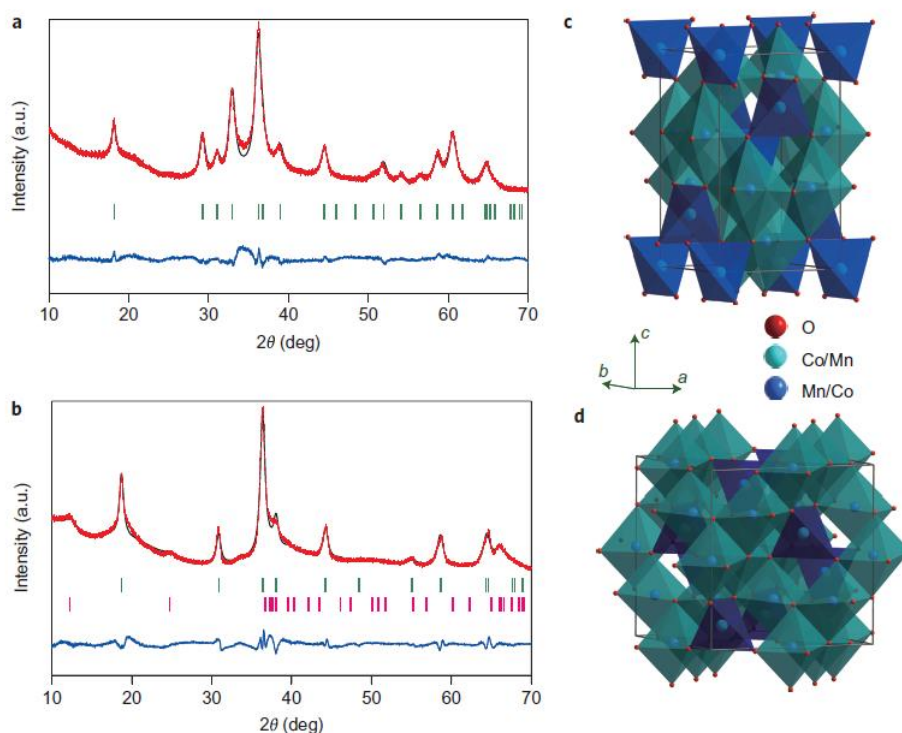 a
Intensity (a.u.)
10 20 30 40 50 60 70
2θ (deg)
b
Intensity (a.u.)
10 20 30 40 50 60 70
2θ (deg)
c
c
b
a
O
Co/Mn
Mn/Co
d